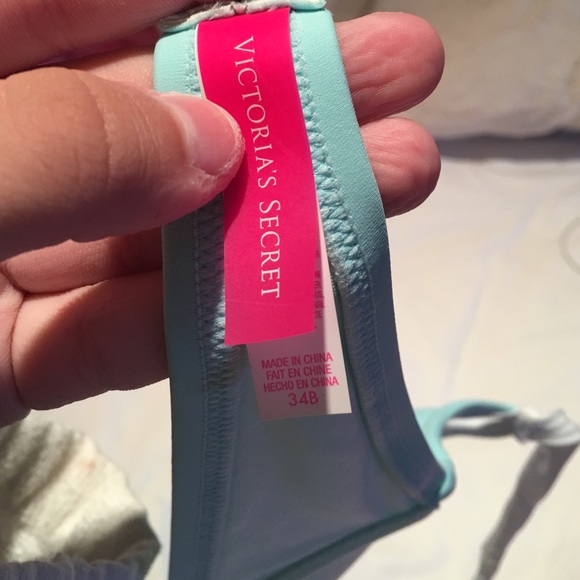 VICTORIA'S SECRET
MADE IN CHINA
FAIT EN CHINE
HECHO EN CHINA
34B